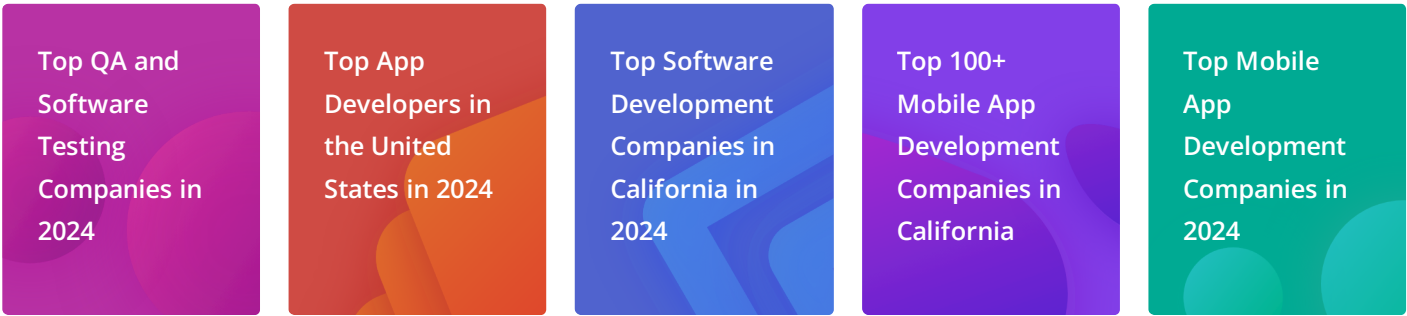 Top QA and
Software
Testing
Companies in
2024
Top App
Developers in
the United
States in 2024
Top Software
Development
Companies in
California in
2024
Top 100+
Mobile App
Development
Companies in
California
Top Mobile
App
Development
Companies in
2024